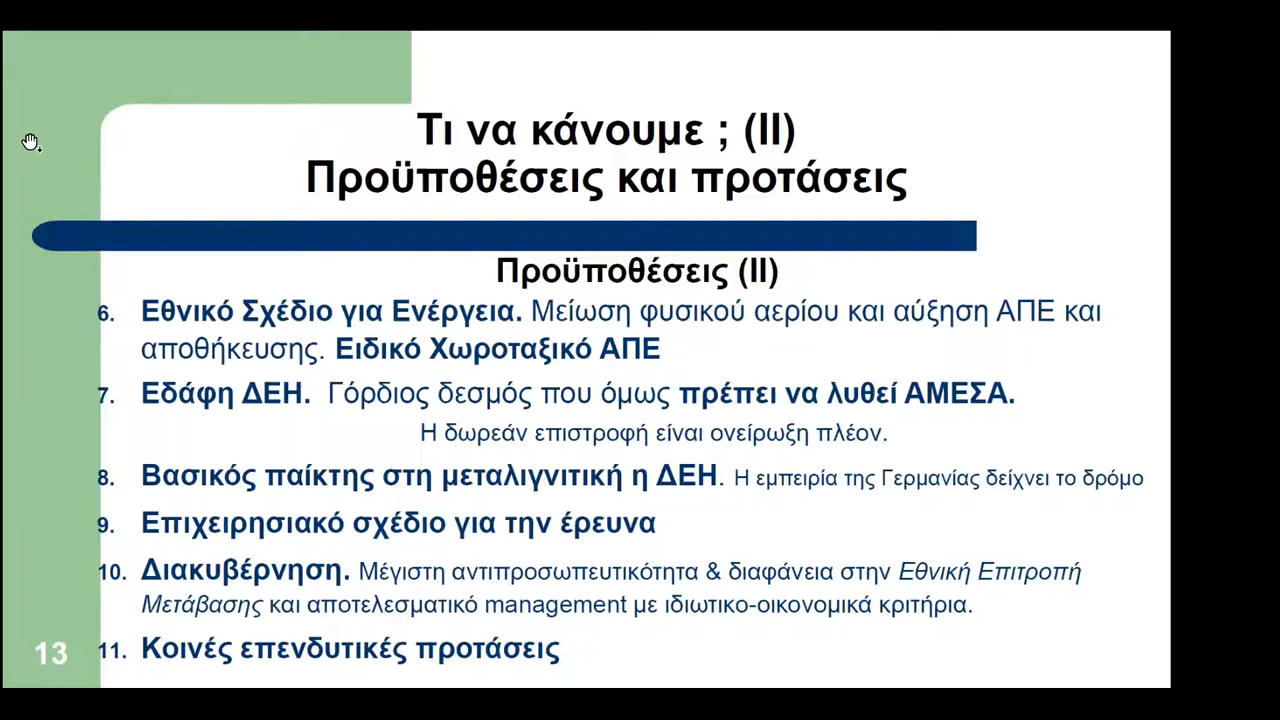 Τι να κάνουμε ; (ΙΙ)
Προϋποθέσεις και προτάσεις
Προϋποθέσεις (ΙΙ)
6. Εθνικό Σχέδιο για Ενέργεια. Μείωση φυσικού αερίου και αύξηση ΑΠΕ και
αποθήκευσης. Ειδικό Χωροταξικό ΑΠΕ
7. Εδάφη ΔΕΗ. Γόρδιος δεσμός που όμως πρέπει να λυθεί ΑΜΕΣΑ.
Η δωρεάν επιστροφή είναι ονείρωξη πλέον.
8. Βασικός παίκτης στη μεταλιγνιτική η ΔΕΗ. Η εμπειρία της Γερμανίας δείχνει το δρόμο
9. Επιχειρησιακό σχέδιο για την έρευνα
10. Διακυβέρνηση. Μέγιστη αντιπροσωπευτικότητα & διαφάνεια στην Εθνική Επιτροπή
Μετάβασης και αποτελεσματικό management με ιδιωτικο-οικονομικά κριτήρια.
11. Κοινές επενδυτικές προτάσεις
13